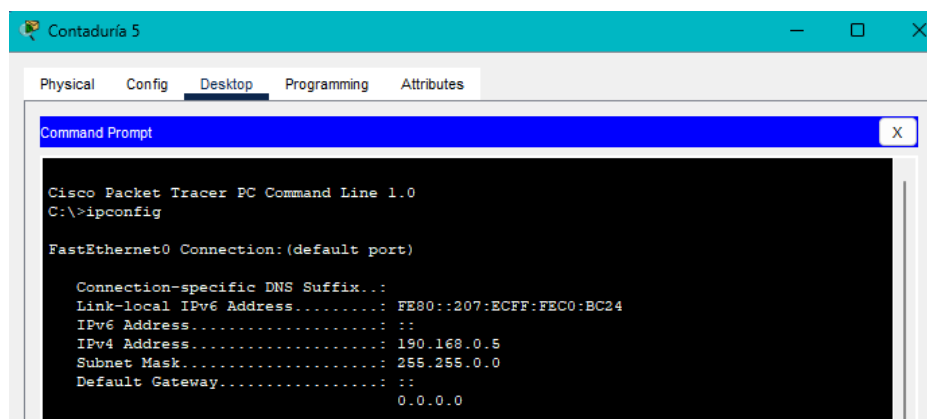 Contaduría 5
Physical Config Desktop Programming Attributes
Command Prompt
X
Cisco Packet Tracer PC Command Line 1.0
C:\>ipconfig
FastEthernet0 Connection:(default port)
Connection-specific DNS Suffix..:
Link-local IPv6 Address.........: FE80::207:ECFF:FEC0:BC24
IPv6 Address....................: ::
IPv4 Address....................: 190.168.0.5
Subnet Mask.....................: 255.255.0.0
Default Gateway.................: ::
0.0.0.0